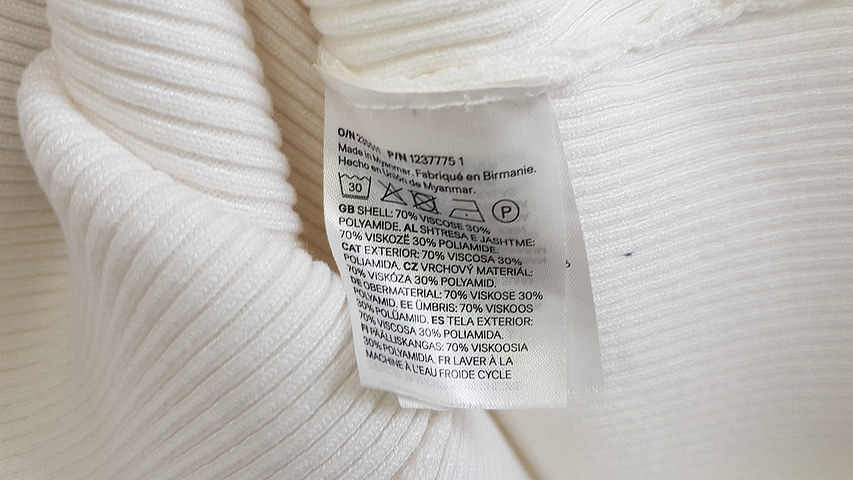 O/N
P/N 1237775 1
Made in Myanmar. Fabriqué en Birmanie.
Hecho en Unión de Myanmar.
30 P
GB SHELL: 70% VISCOSE 30%
POLYAMIDE. AL SHTRESA E JASHTME:
70% VISKOZË 30% POLIAMIDE.
CAT EXTERIOR: 70% VISCOSA 30%
POLIAMIDA. CZ VRCHOVÝ MATERIÁL:
70% VISKÓZA 30% POLYAMID.
DE OBERMATERIAL: 70% VISKOSE 30%
POLYAMID. EE ÜMBRIS: 70% VISKOOS
30% POLÜAMIID. ES TELA EXTERIOR:
70% VISCOSA 30% POLIAMIDA.
FI PÄÄLLISKANGAS: 70% VISKOOSIA
30% POLYAMIDIA. FR LAVER À LA
MACHINE À L'EAU FROIDE CYCLE